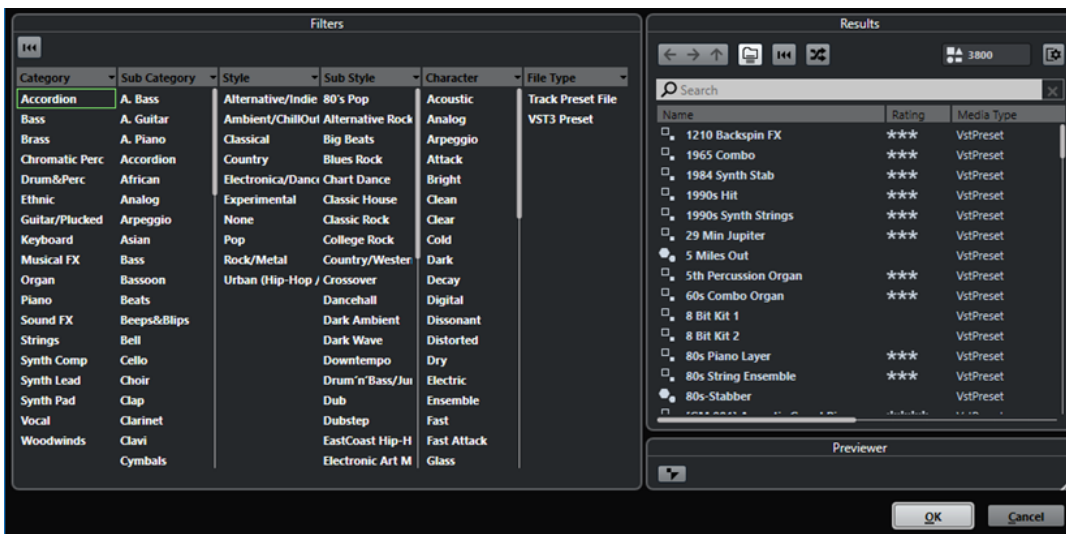 Filters
Category Sub Category Style Sub Style Character File Type
Accordion A. Bass Alternative/Indie 80's Pop Acoustic Track Preset File
Bass A. Guitar Ambient/ChillOut Alternative Rock Analog VST3 Preset
Brass A. Piano Classical Big Beats Arpeggio
Chromatic Perc Accordion Country Blues Rock Attack
Drum&Perc African Electronica/Danc Chart Dance Bright
Ethnic Analog Experimental Classic House Clean
Guitar/Plucked Arpeggio None Classic Rock Clear
Keyboard Asian Pop College Rock Cold
Musical FX Bass Rock/Metal Country/Wester Dark
Organ Bassoon Urban (Hip-Hop / Crossover Decay
Piano Beats Dancehall Digital
Sound FX Beeps&Blips Dark Ambient Dissonant
Strings Bell Dark Wave Distorted
Synth Comp Cello Downtempo Dry
Synth Lead Choir Drum´n´Bass/Ju Electric
Synth Pad Clap Dub Ensemble
Vocal Clarinet Dubstep Fast
Woodwinds Clavi EastCoast Hip-H Fast Attack
Cymbals Electronic Art M Glass
Results
3800
Search
Name Rating Media Type
1210 Backspin FX *** VstPreset
1965 Combo *** VstPreset
1984 Synth Stab *** VstPreset
1990s Hit *** VstPreset
1990s Synth Strings *** VstPreset
29 Min Jupiter *** VstPreset
5 Miles Out VstPreset
5th Percussion Organ *** VstPreset
60s Combo Organ *** VstPreset
8 Bit Kit 1 VstPreset
8 Bit Kit 2 VstPreset
80s Piano Layer *** VstPreset
80s String Ensemble *** VstPreset
80s-Stabber VstPreset
Previewer
OK Cancel